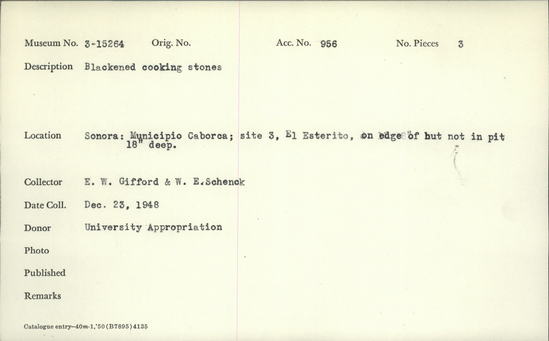 Museum No. 3-15264 Orig. No. Acc. No. 956 No. Pieces 3
Description Blackened cooking stones
Location Sonora: Municipio Caborca; site 3, El Esterito, on edge of but not in pit
18" deep.
Collector E. W. Gifford & W. E.Schenck
Date Coll. Dec. 23, 1948
Donor University Appropriation
Photo
Published
Remarks
Catalogue entry—40m-1,'50(B7895)4135